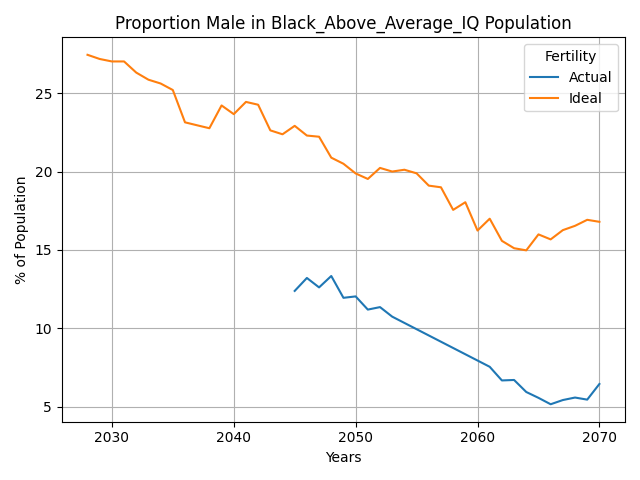 Proportion Male in Black_Above_Average_IQ Population
Fertility
Actual
Ideal
% of Population
25
20
15
10
5
2030
2040
2050
2060
2070
Years